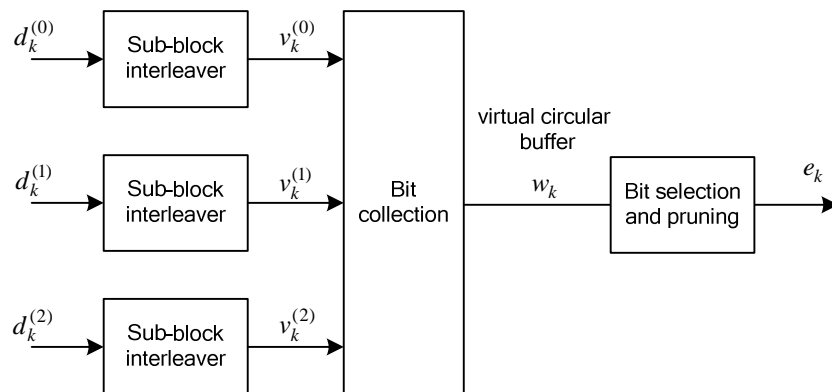 d_k^{(0)}
Sub-block
interleaver
v_k^{(0)}
d_k^{(1)}
Sub-block
interleaver
v_k^{(1)}
d_k^{(2)}
Sub-block
interleaver
v_k^{(2)}
Bit
collection
virtual circular
buffer
w_k
Bit selection
and pruning
e_k